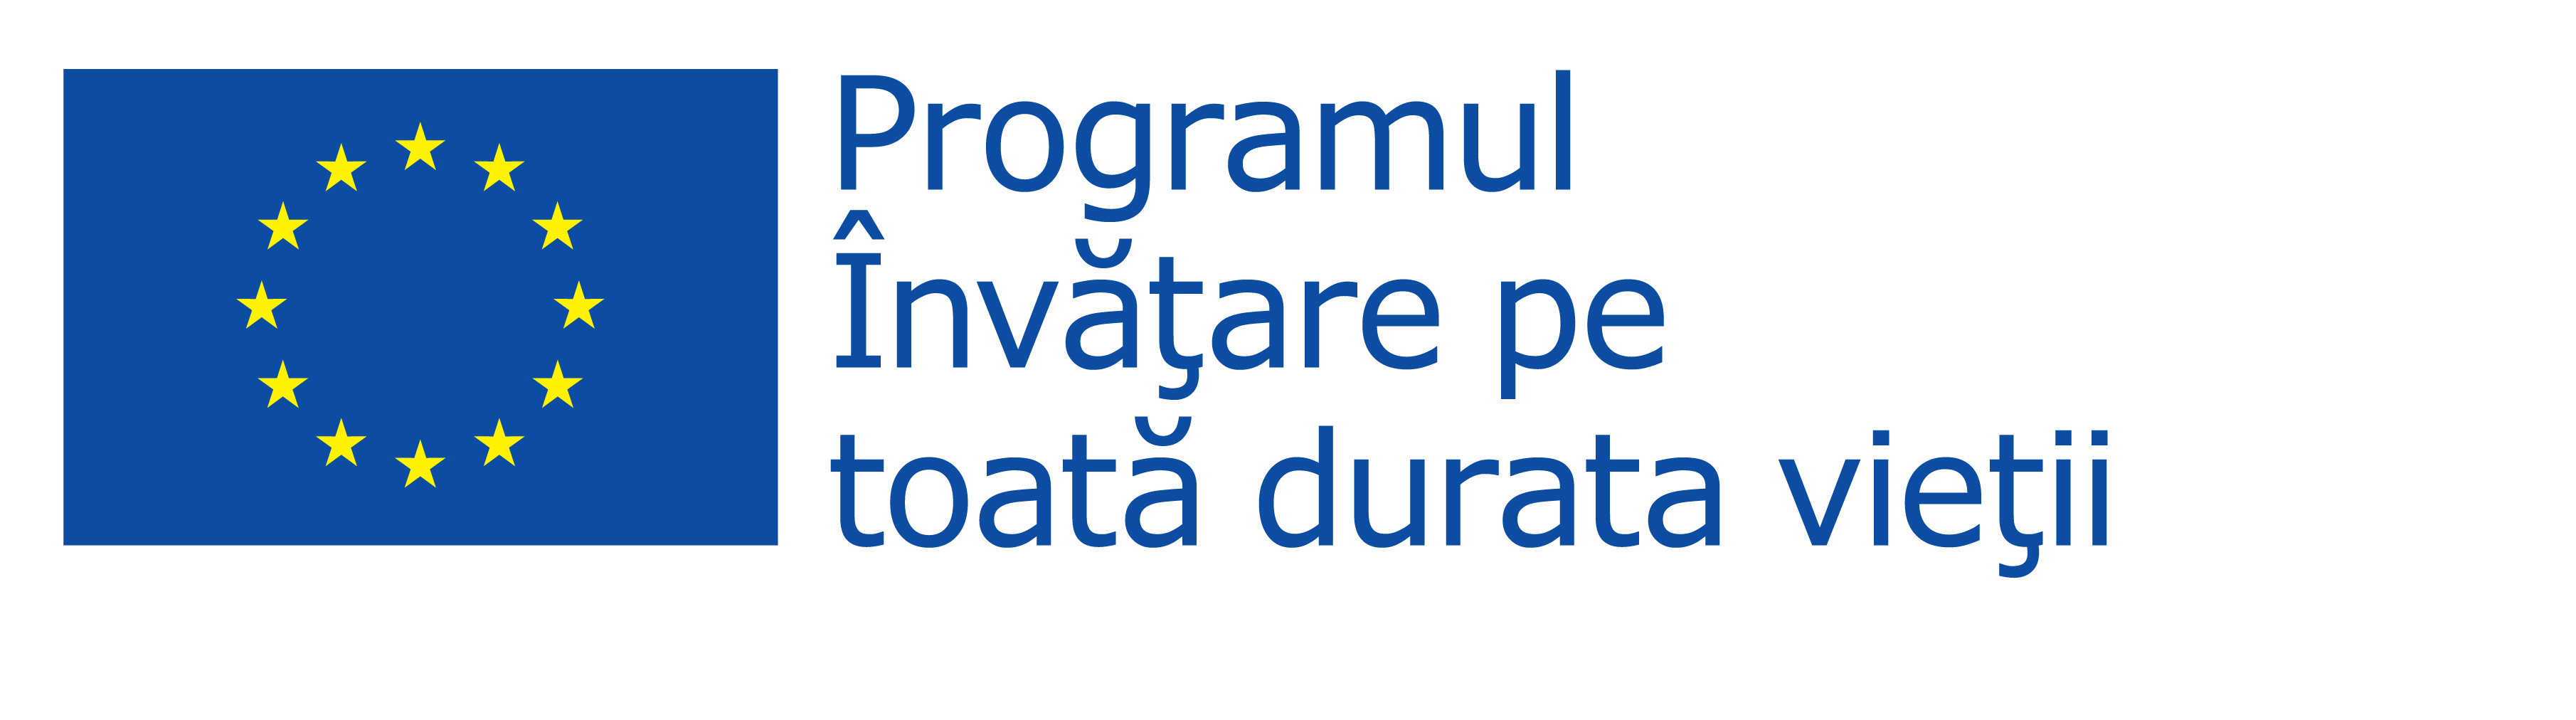 Programul
Învăţare pe
toată durata vieţii